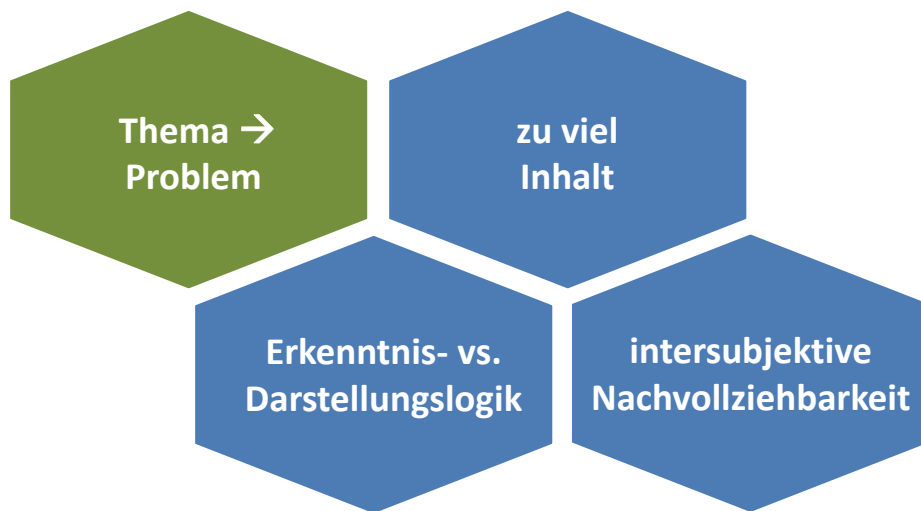 Thema →
Problem
zu viel
Inhalt
Erkenntnis- vs.
Darstellungslogik
intersubjektive
Nachvollziehbarkeit